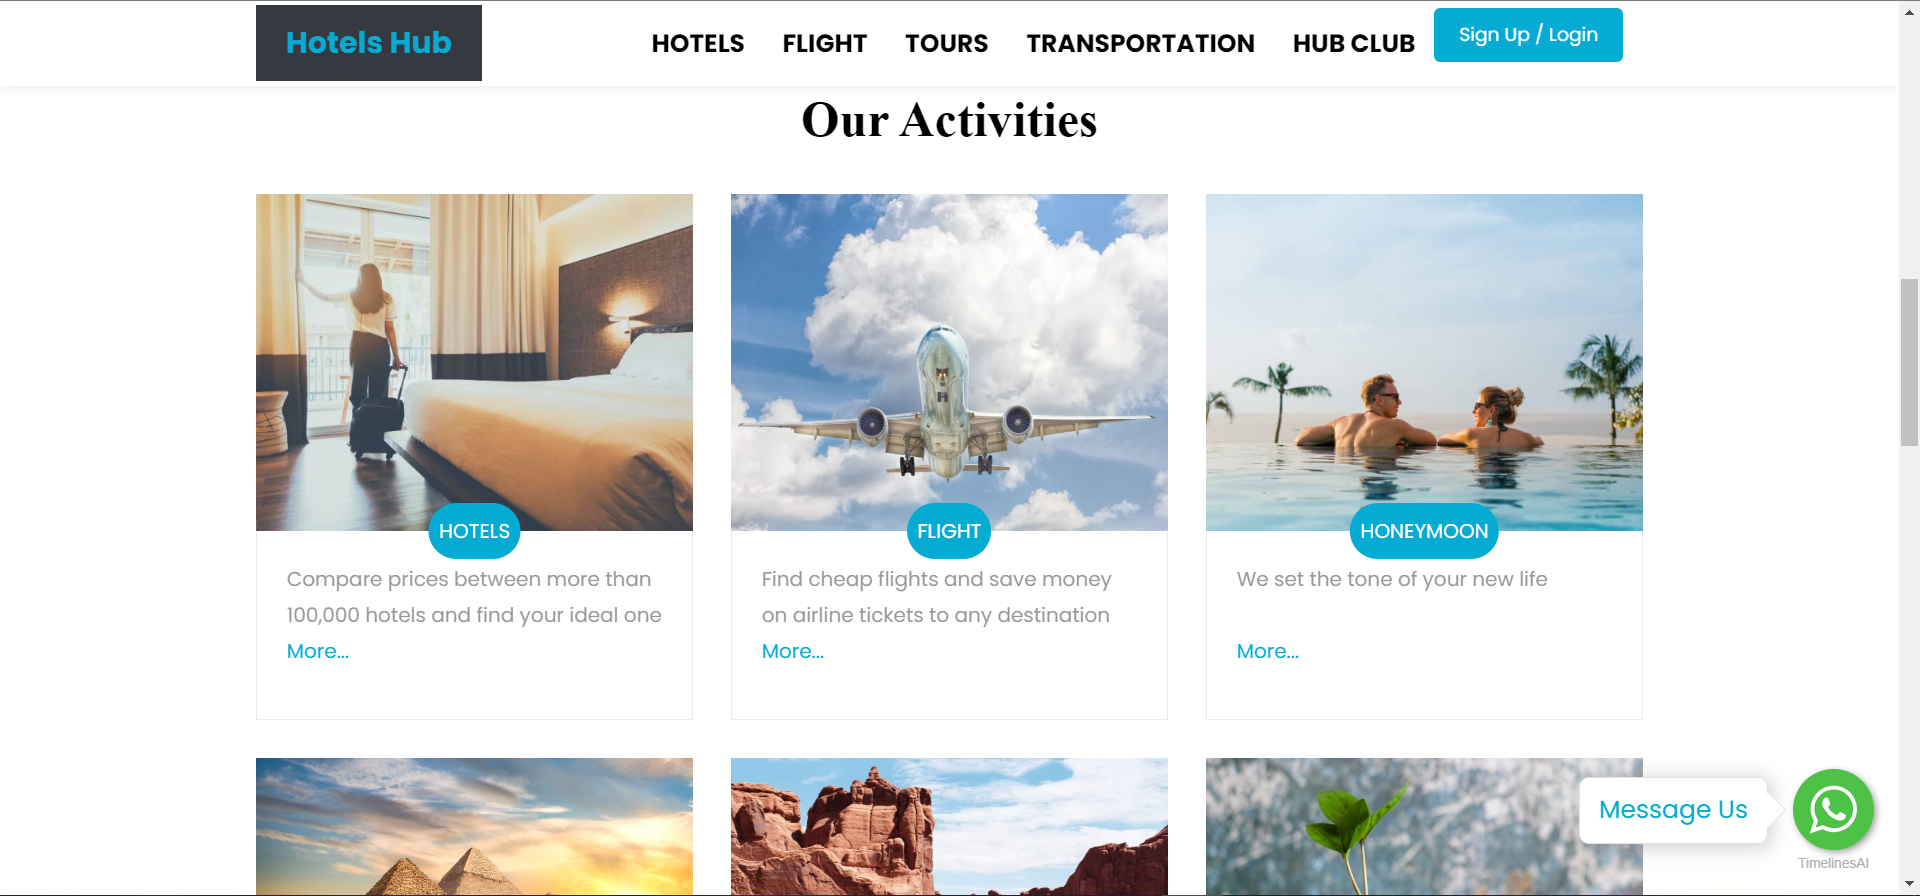 Hotels Hub
HOTELS
FLIGHT
TOURS
TRANSPORTATION
HUB CLUB
Sign Up / Login
Our Activities
HOTELS
Compare prices between more than
100,000 hotels and find your ideal one
More...
FLIGHT
Find cheap flights and save money
on airline tickets to any destination
More...
HONEYMOON
We set the tone of your new life
More...
Message Us
TimelinesAI